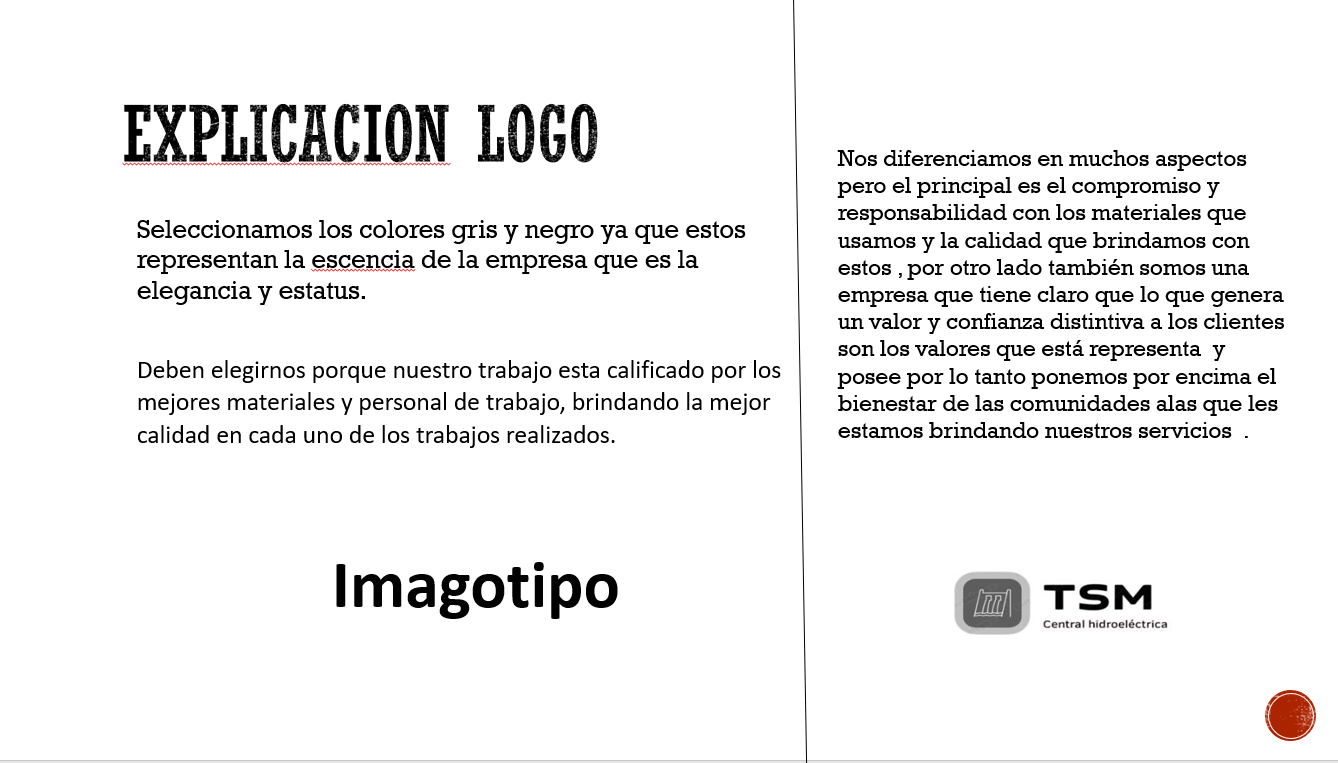 EXPLICACION LOGO
Seleccionamos los colores gris y negro ya que estos
representan la escencia de la empresa que es la
elegancia y estatus.
Deben elegirnos porque nuestro trabajo esta calificado por los
mejores materiales y personal de trabajo, brindando la mejor
calidad en cada uno de los trabajos realizados.
Imagotipo
Nos diferenciamos en muchos aspectos
pero el principal es el compromiso y
responsabilidad con los materiales que
usamos y la calidad que brindamos con
estos , por otro lado también somos una
empresa que tiene claro que lo que genera
un valor y confianza distintiva a los clientes
son los valores que está representa  y
posee por lo tanto ponemos por encima el
bienestar de las comunidades alas que les
estamos brindando nuestros servicios  .
TSM
Central hidroeléctrica